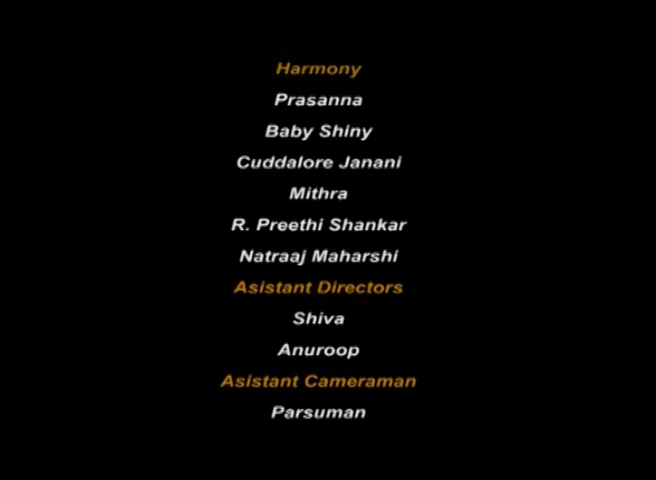 Harmony
Prasanna
Baby Shiny
Cuddalore Janani
Mithra
R. Preethi Shankar
Natraaj Maharshi
Asistant Directors
Shiva
Anuroop
Asistant Cameraman
Parsuman